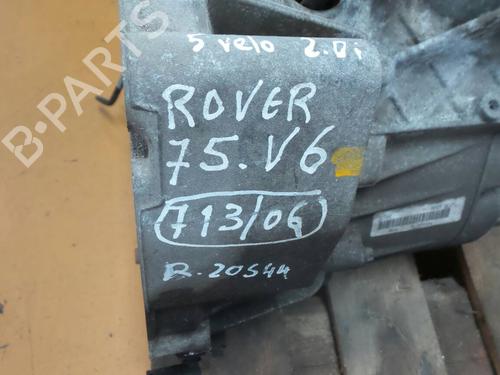 5 velo 2.0i
ROVER
75.V6
713/06
R.20544
B-PARTS